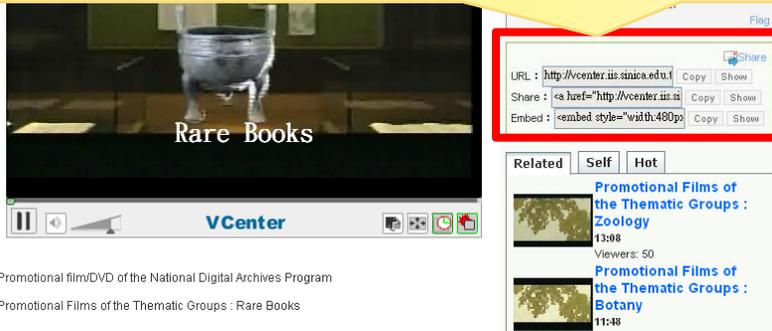 Flag
Share
URL : http://vcenter.iis.sinica.edu.t Copy Show
Share : <a href="http://vcenter.iis.si Copy Show
Embed : <embed style="width:480px Copy Show
Rare Books
VCenter
Related Self Hot
Promotional Films of
the Thematic Groups :
Zoology
13:08
Viewers: 50
Promotional Films of
the Thematic Groups :
Botany
11:48
Promotional film/DVD of the National Digital Archives Program
Promotional Films of the Thematic Groups : Rare Books